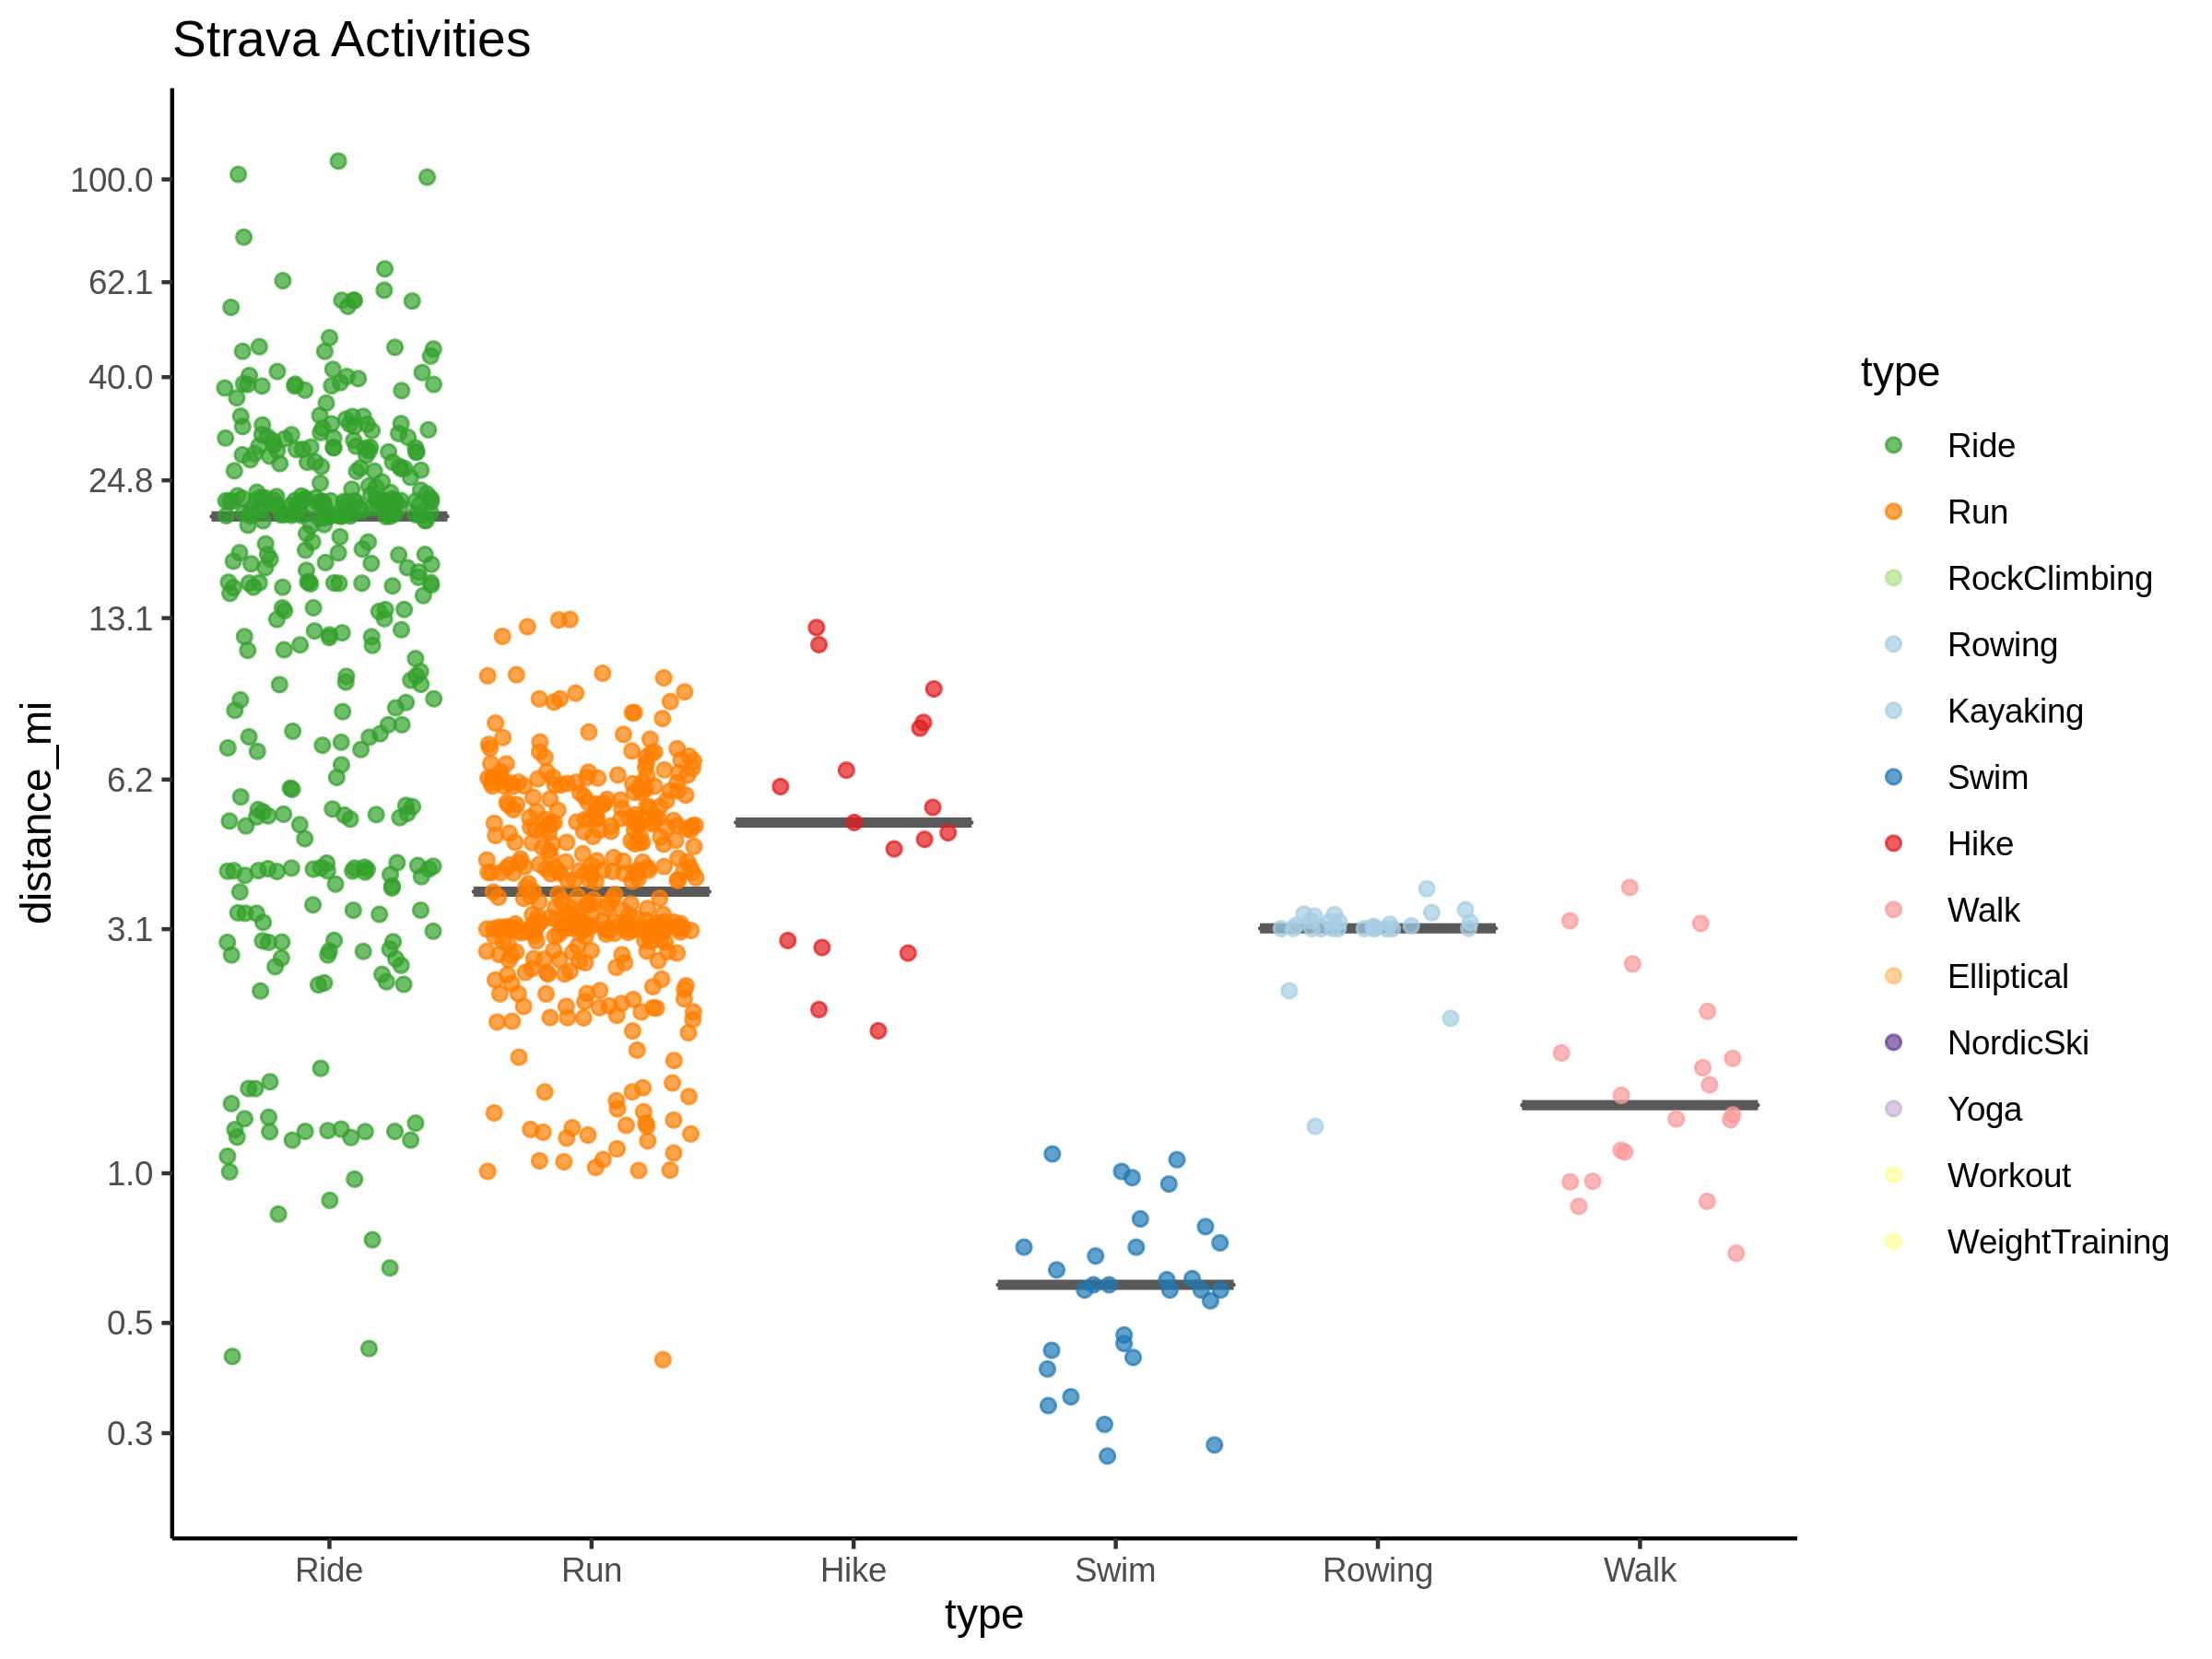 Strava Activities
distance_mi
100.0
62.1
40.0
24.8
13.1
6.2
3.1
1.0
0.5
0.3
Ride Run Hike Swim Rowing Walk
type
type
Ride
Run
RockClimbing
Rowing
Kayaking
Swim
Hike
Walk
Elliptical
NordicSki
Yoga
Workout
WeightTraining